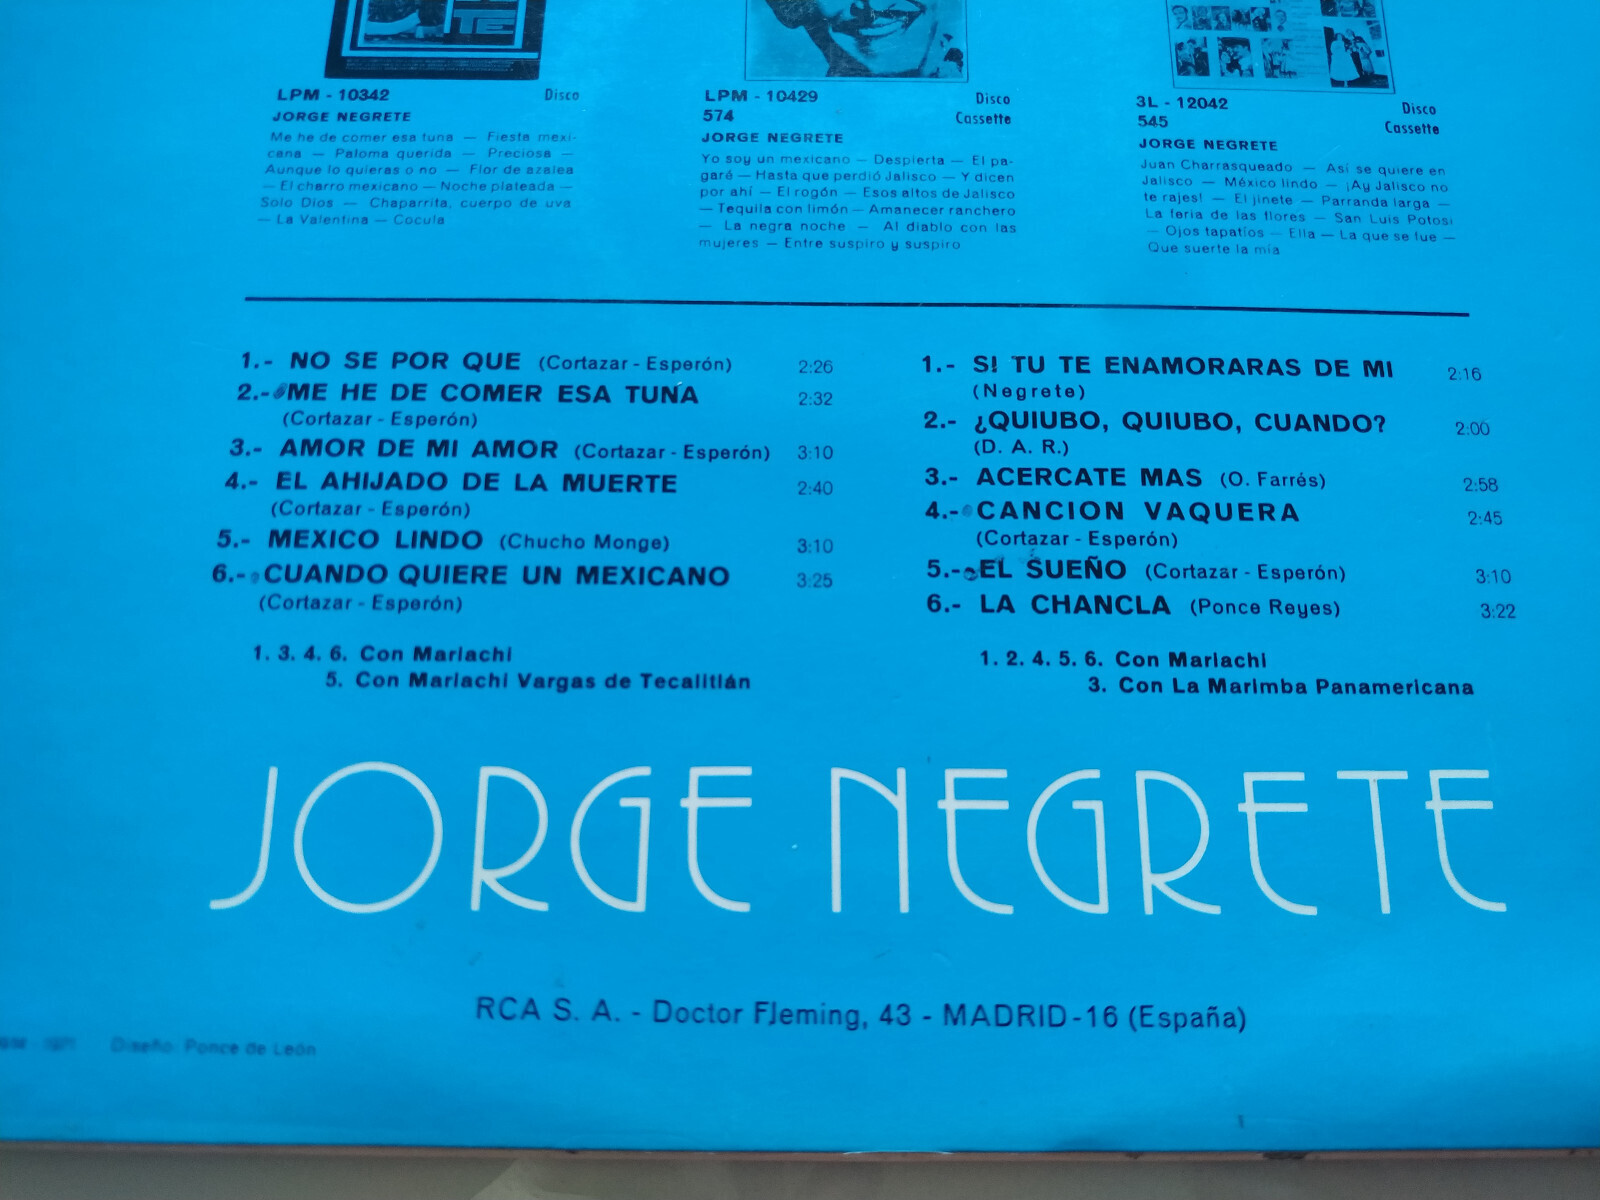 TE
LPM - 10342 Disco
JORGE NEGRETE
Me he de comer esa tuna — Fiesta mexi-
cana — Paloma querida — Preciosa —
Aunque lo quieras o no — Flor de azalea
— El charro mexicano — Noche plateada —
Solo Dios — Chaparrita, cuerpo de uva
— La Valentina — Cocula
LPM - 10429 Disco
574 Cassette
JORGE NEGRETE
Yo soy un mexicano — Despierta — El pa-
garé — Hasta que perdió Jalisco — Y dicen
por ahí — El rogón — Esos altos de Jalisco
— Tequila con limón — Amanecer ranchero
— La negra noche — Al diablo con las
mujeres — Entre suspiro y suspiro
3L - 12042 Disco
545 Cassette
JORGE NEGRETE
Juan Charrasqueado — Así se quiere en
Jalisco — México lindo — ¡Ay Jalisco no
te rajes! — El jinete — Parranda larga —
La feria de las flores — San Luis Potosí
— Ojos tapatíos — Ella — La que se fue —
Que suerte la mía
1.- NO SE POR QUE (Cortazar - Esperón) 2:26
2.- ME HE DE COMER ESA TUNA 2:32
(Cortazar - Esperón)
3.- AMOR DE MI AMOR (Cortazar - Esperón) 3:10
4.- EL AHIJADO DE LA MUERTE 2:40
(Cortazar - Esperón)
5.- MEXICO LINDO (Chucho Monge) 3:10
6.- CUANDO QUIERE UN MEXICANO 3:25
(Cortazar - Esperón)
1. 3. 4. 6. Con Mariachi
5. Con Mariachi Vargas de Tecalitlán
1.- SI TU TE ENAMORARAS DE MI 2:16
(Negrete)
2.- ¿QUIUBO, QUIUBO, CUANDO? 2:00
(D. A. R.)
3.- ACERCATE MAS (O. Farrés) 2:58
4.- CANCION VAQUERA 2:45
(Cortazar - Esperón)
5.- EL SUEÑO (Cortazar - Esperón) 3:10
6.- LA CHANCLA (Ponce Reyes) 3:22
1. 2. 4. 5. 6. Con Mariachi
3. Con La Marimba Panamericana
JORGE NEGRETE
RCA S. A. - Doctor Fleming, 43 - MADRID-16 (España)
Diseño: Ponce de León